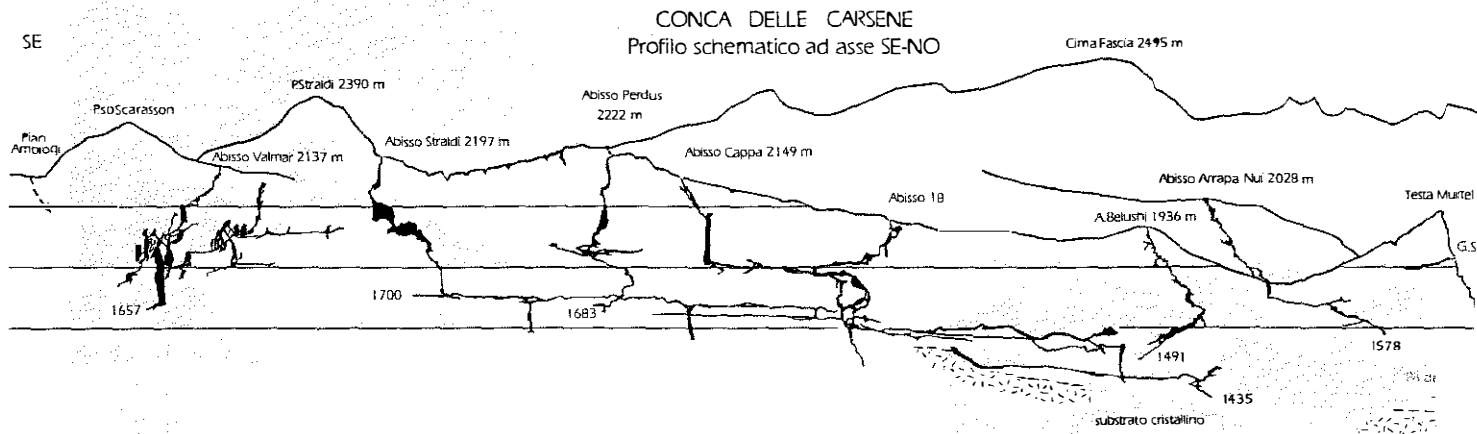 CONCA DELLE CARSENE
Profilo schematico ad asse SE-NO
SE
Cima Fascia 2495 m
P.Straldi 2390 m
Abisso Perdus
2222 m
P.so Scarasson
Pian
Ambrogi
Abisso Valmar 2137 m
Abisso Straldi 2197 m
Abisso Cappa 2149 m
Abisso Arrapa Nui 2028 m
Abisso 18
A.Belushi 1936 m
Testa Murtel
G.S
1657
1700
1683
1491
1578
1435
substrato cristallino